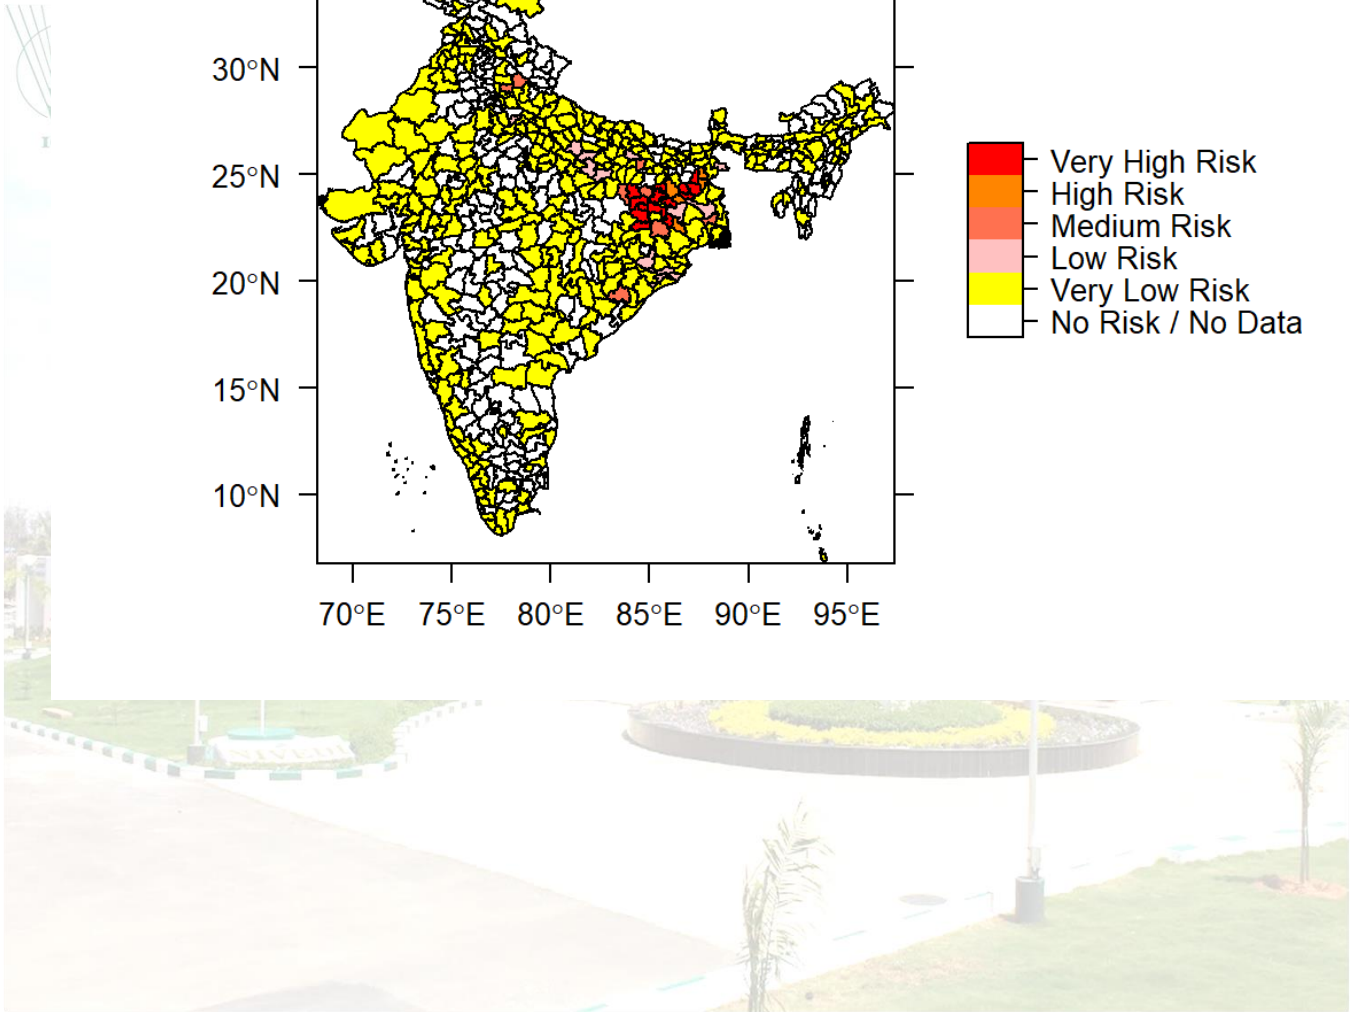 30°N
25°N
20°N
15°N
10°N
70°E 75°E 80°E 85°E 90°E 95°E
Very High Risk
High Risk
Medium Risk
Low Risk
Very Low Risk
No Risk / No Data